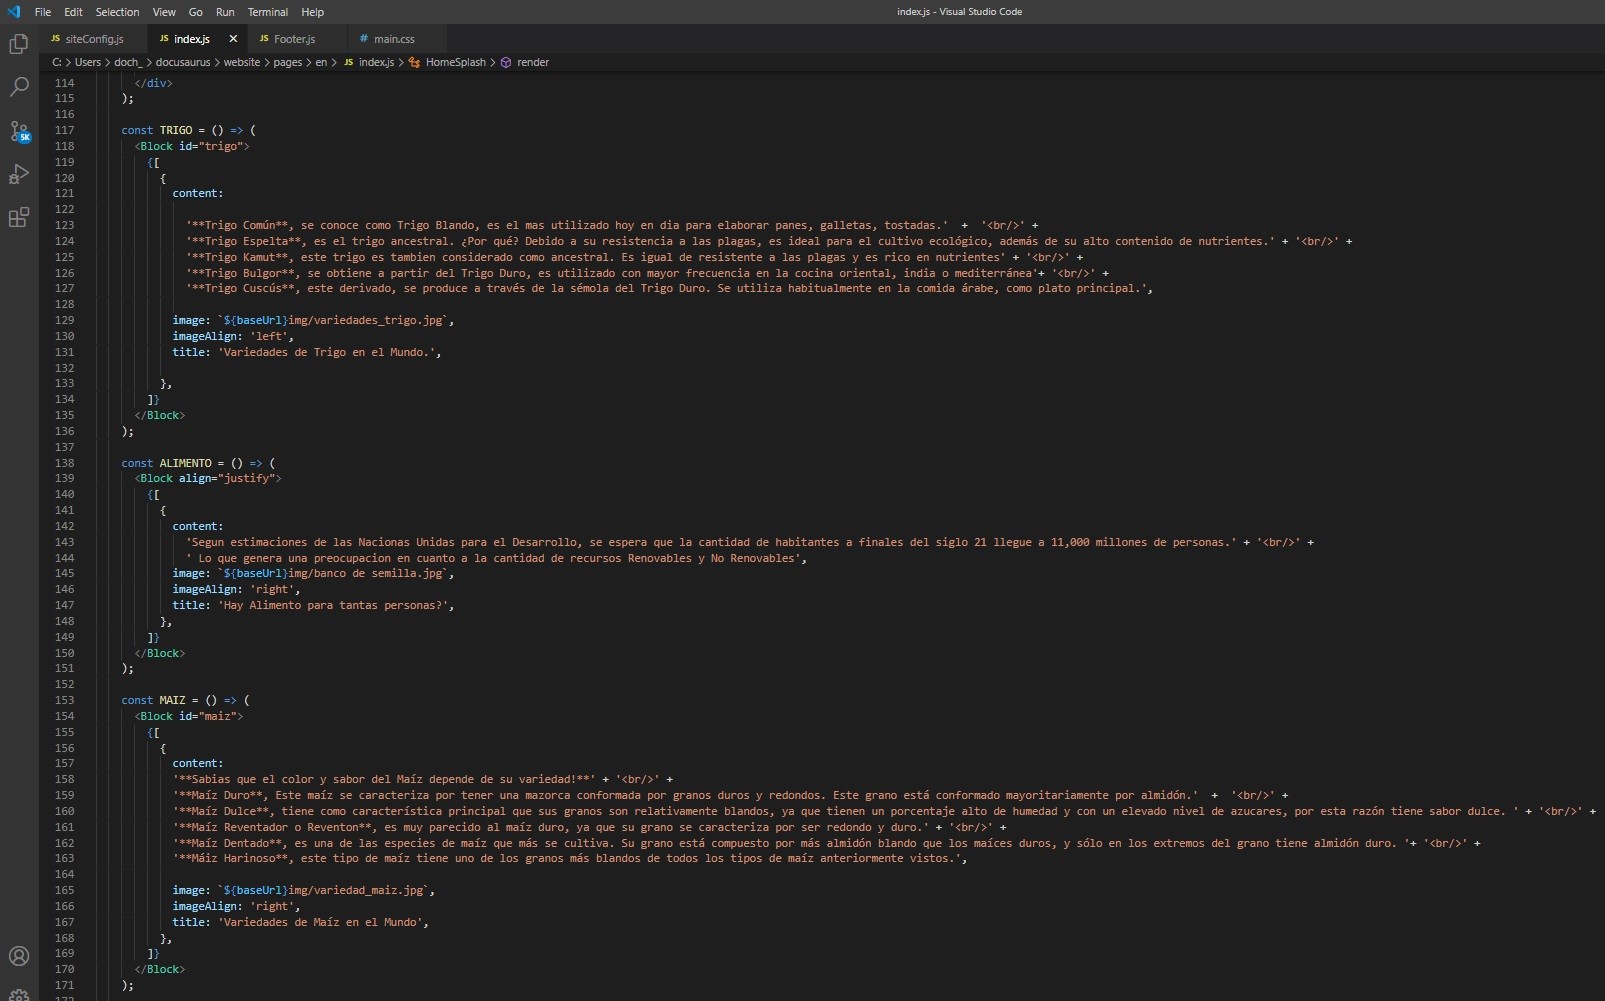 File Edit Selection View Go Run Terminal Help index.js - Visual Studio Code
JS siteConfig.js JS index.js × JS Footer.js # main.css
C: > Users > doch_ > docusaurus > website > pages > en > JS index.js > HomeSplash > render
5K
114 </div>
115 );
116
117 const TRIGO = () => (
118 <Block id="trigo">
119 {[
120 {
121 content:
122
123 '**Trigo Común**, se conoce como Trigo Blando, es el mas utilizado hoy en dia para elaborar panes, galletas, tostadas.' + '<br/>' +
124 '**Trigo Espelta**, es el trigo ancestral. ¿Por qué? Debido a su resistencia a las plagas, es ideal para el cultivo ecológico, además de su alto contenido de nutrientes.' + '<br/>' +
125 '**Trigo Kamut**, este trigo es tambien considerado como ancestral. Es igual de resistente a las plagas y es rico en nutrientes' + '<br/>' +
126 '**Trigo Bulgor**, se obtiene a partir del Trigo Duro, es utilizado con mayor frecuencia en la cocina oriental, india o mediterránea'+ '<br/>' +
127 '**Trigo Cuscús**, este derivado, se produce a través de la sémola del Trigo Duro. Se utiliza habitualmente en la comida árabe, como plato principal.',
128
129 image: `${baseUrl}img/variedades_trigo.jpg`,
130 imageAlign: 'left',
131 title: 'Variedades de Trigo en el Mundo.',
132
133 },
134 ]}
135 </Block>
136 );
137
138 const ALIMENTO = () => (
139 <Block align="justify">
140 {[
141 {
142 content:
143 'Segun estimaciones de las Nacionas Unidas para el Desarrollo, se espera que la cantidad de habitantes a finales del siglo 21 llegue a 11,000 millones de personas.' + '<br/>' +
144 ' Lo que genera una preocupacion en cuanto a la cantidad de recursos Renovables y No Renovables',
145 image: `${baseUrl}img/banco de semilla.jpg`,
146 imageAlign: 'right',
147 title: 'Hay Alimento para tantas personas?',
148 },
149 ]}
150 </Block>
151 );
152
153 const MAIZ = () => (
154 <Block id="maiz">
155 {[
156 {
157 content:
158 '**Sabias que el color y sabor del Maíz depende de su variedad!**' + '<br/>' +
159 '**Maíz Duro**, Este maíz se caracteriza por tener una mazorca conformada por granos duros y redondos. Este grano está conformado mayoritariamente por almidón.' + '<br/>' +
160 '**Maíz Dulce**, tiene como característica principal que sus granos son relativamente blandos, ya que tienen un porcentaje alto de humedad y con un elevado nivel de azucares, por esta razón tiene sabor dulce. ' + '<br/>' +
161 '**Maíz Reventador o Reventon**, es muy parecido al maíz duro, ya que su grano se caracteriza por ser redondo y duro.' + '<br/>' +
162 '**Maíz Dentado**, es una de las especies de maíz que más se cultiva. Su grano está compuesto por más almidón blando que los maíces duros, y sólo en los extremos del grano tiene almidón duro. '+ '<br/>' +
163 '**Máiz Harinoso**, este tipo de maíz tiene uno de los granos más blandos de todos los tipos de maíz anteriormente vistos.',
164
165 image: `${baseUrl}img/variedad_maiz.jpg`,
166 imageAlign: 'right',
167 title: 'Variedades de Maíz en el Mundo',
168 },
169 ]}
170 </Block>
171 );
172